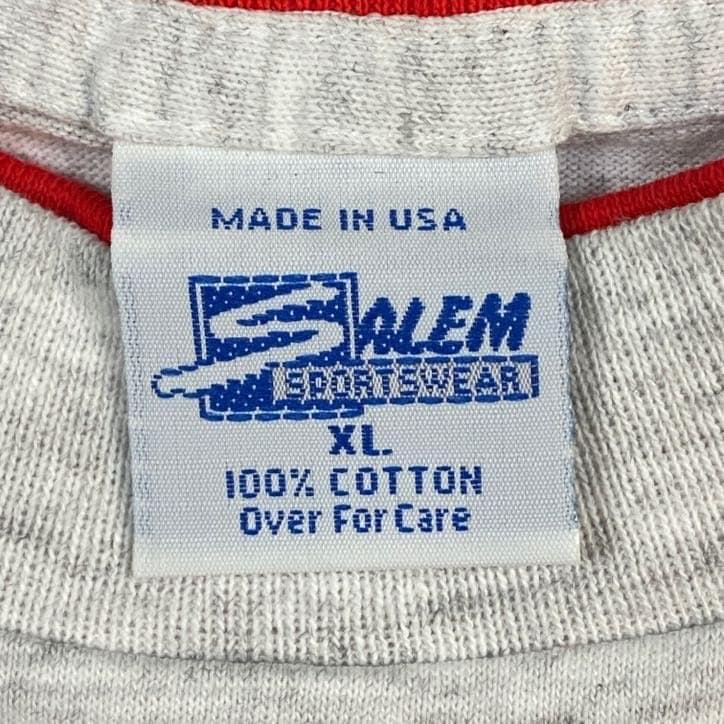 MADE IN USA
SALEM
SPORTSWEAR
XL.
100% COTTON
Over For Care